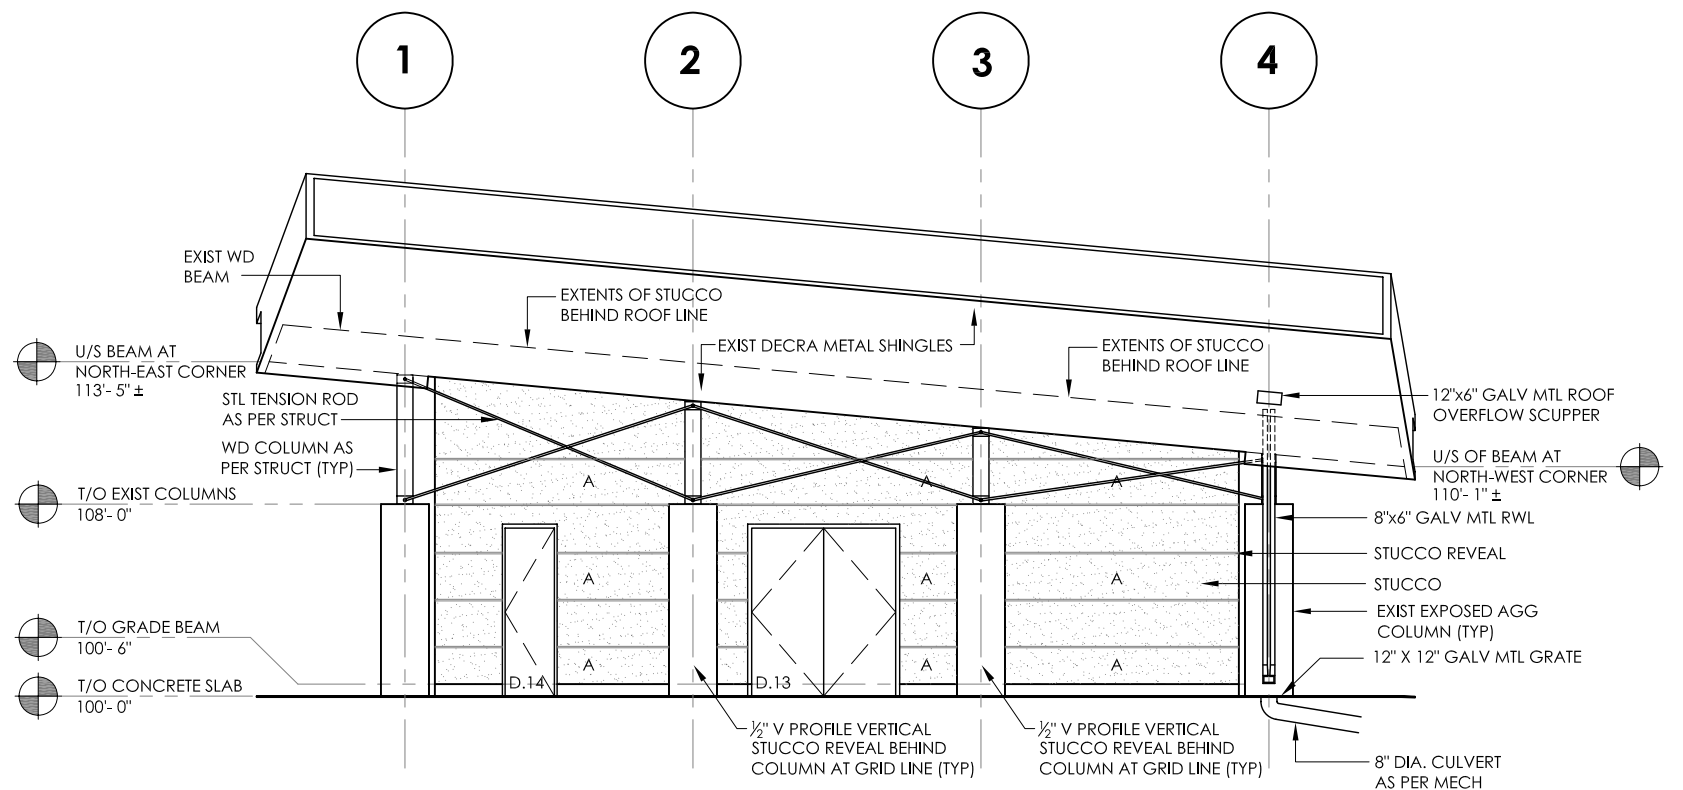 1
2
3
4
EXIST WD
BEAM
EXTENTS OF STUCCO
BEHIND ROOF LINE
EXIST DECRA METAL SHINGLES
EXTENTS OF STUCCO
BEHIND ROOF LINE
U/S BEAM AT
NORTH-EAST CORNER
113'- 5" ±
STL TENSION ROD
AS PER STRUCT
WD COLUMN AS
PER STRUCT (TYP)
12"x6" GALV MTL ROOF
OVERFLOW SCUPPER
U/S OF BEAM AT
NORTH-WEST CORNER
110'- 1" ±
T/O EXIST COLUMNS
108'- 0"
A
A
A
8"x6" GALV MTL RWL
STUCCO REVEAL
STUCCO
A
A
A
EXIST EXPOSED AGG
COLUMN (TYP)
T/O GRADE BEAM
100'- 6"
12" X 12" GALV MTL GRATE
A
A
A
D.14
D.13
T/O CONCRETE SLAB
100'- 0"
½" V PROFILE VERTICAL
STUCCO REVEAL BEHIND
COLUMN AT GRID LINE (TYP)
½" V PROFILE VERTICAL
STUCCO REVEAL BEHIND
COLUMN AT GRID LINE (TYP)
8" DIA. CULVERT
AS PER MECH